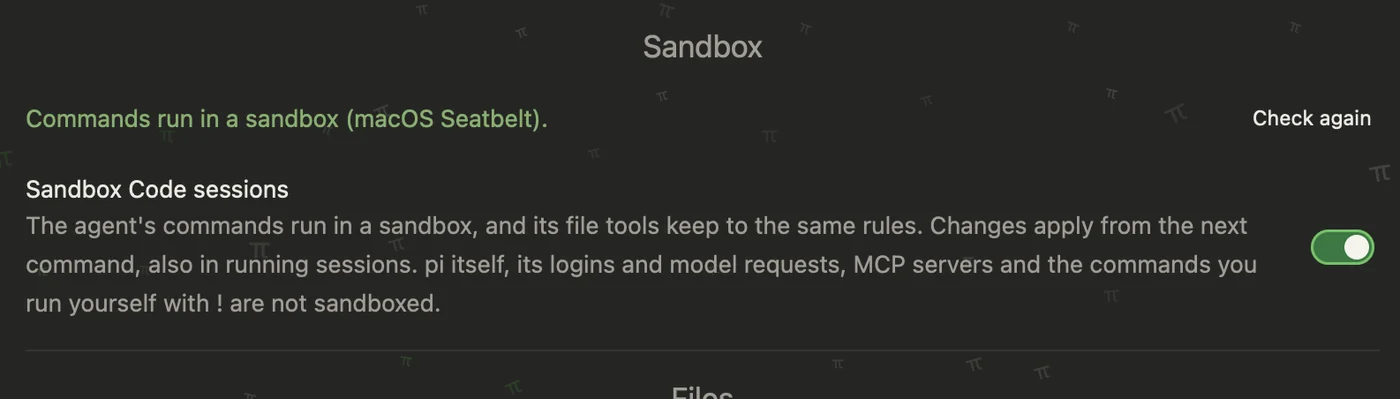 Sandbox
Commands run in a sandbox (macOS Seatbelt).
Check again
Sandbox Code sessions
The agent's commands run in a sandbox, and its file tools keep to the same rules. Changes apply from the next
command, also in running sessions. pi itself, its logins and model requests, MCP servers and the commands you
run yourself with ! are not sandboxed.
Files